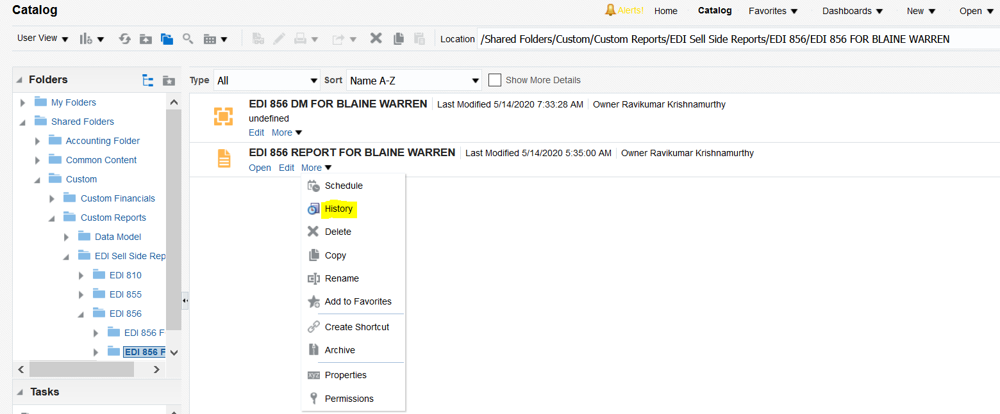 Catalog
Alerts! Home Catalog Favorites Dashboards New Open
User View
Location /Shared Folders/Custom/Custom Reports/EDI Sell Side Reports/EDI 856/EDI 856 FOR BLAINE WARREN
Folders
My Folders
Shared Folders
Accounting Folder
Common Content
Custom
Custom Financials
Custom Reports
Data Model
EDI Sell Side Rep
EDI 810
EDI 855
EDI 856
EDI 856 F
EDI 856 F
Tasks
Type All Sort Name A-Z Show More Details
EDI 856 DM FOR BLAINE WARREN Last Modified 5/14/2020 7:33:28 AM Owner Ravikumar Krishnamurthy
undefined
Edit More
EDI 856 REPORT FOR BLAINE WARREN Last Modified 5/14/2020 5:35:00 AM Owner Ravikumar Krishnamurthy
Open Edit More
Schedule
History
Delete
Copy
Rename
Add to Favorites
Create Shortcut
Archive
xyz Properties
Permissions